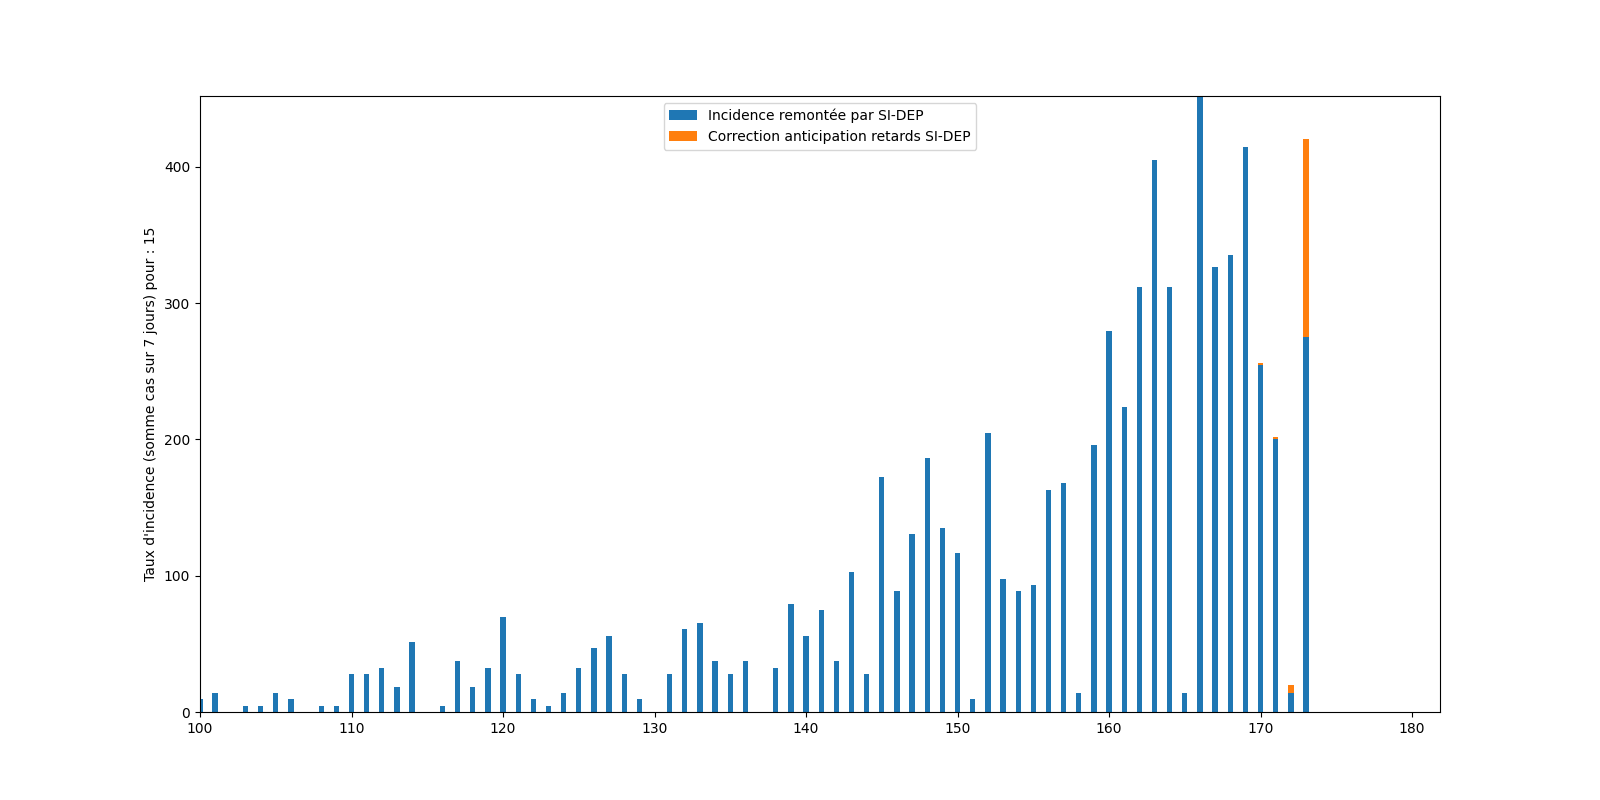 Incidence remontée par SI-DEP
Correction anticipation retards SI-DEP
Taux d'incidence (somme cas sur 7 jours) pour : 15
400
300
200
100
0
100 110 120 130 140 150 160 170 180